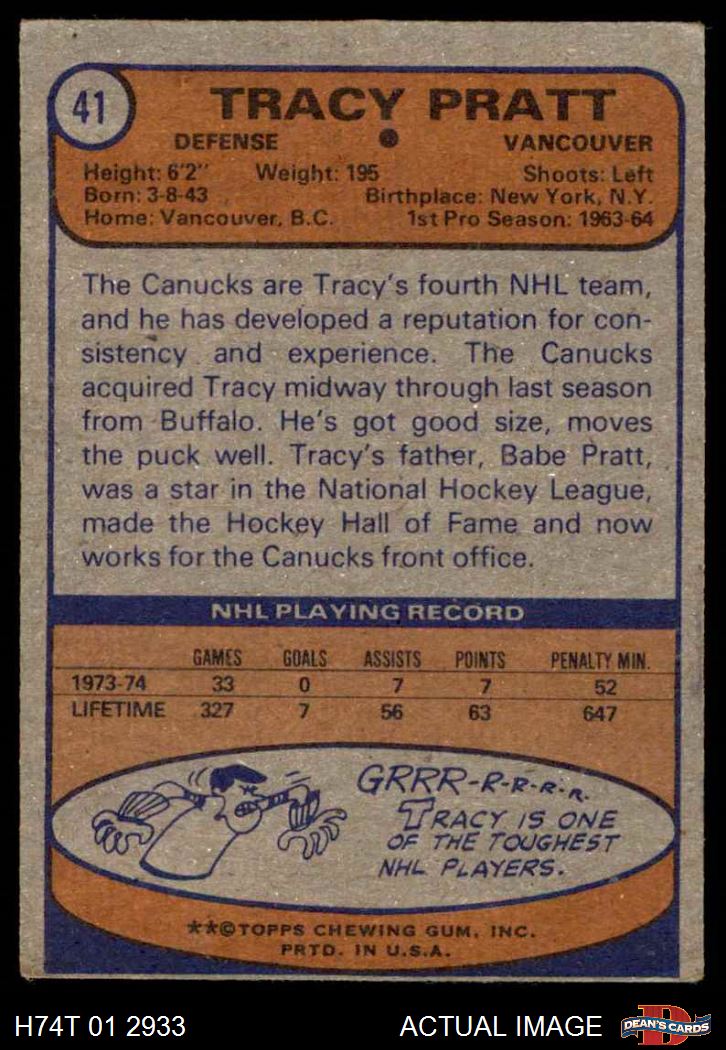 41
TRACY PRATT
DEFENSE VANCOUVER
Height: 6'2" Weight: 195 Shoots: Left
Born: 3-8-43 Birthplace: New York, N.Y.
Home: Vancouver, B.C. 1st Pro Season: 1963-64
The Canucks are Tracy's fourth NHL team,
and he has developed a reputation for con-
sistency and experience. The Canucks
acquired Tracy midway through last season
from Buffalo. He's got good size, moves
the puck well. Tracy's father, Babe Pratt,
was a star in the National Hockey League,
made the Hockey Hall of Fame and now
works for the Canucks front office.
NHL PLAYING RECORD
GAMES GOALS ASSISTS POINTS PENALTY MIN.
1973-74 33 0 7 7 52
LIFETIME 327 7 56 63 647
GRRR-R-R-R-R.
TRACY IS ONE
OF THE TOUGHEST
NHL PLAYERS.
**©TOPPS CHEWING GUM, INC.
PRTD. IN U.S.A.
H74T 01 2933 ACTUAL IMAGE D DEAN'S CARDS